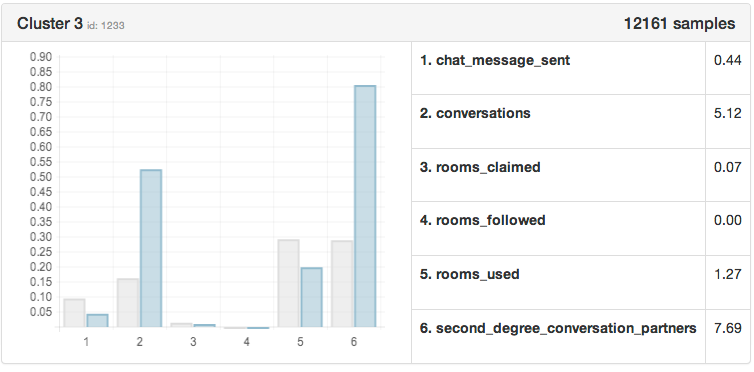 Cluster 3 id: 1233
12161 samples
0.90
0.85
0.80
0.75
0.70
0.65
0.60
0.55
0.50
0.45
0.40
0.35
0.30
0.25
0.20
0.15
0.10
0.05
1 2 3 4 5 6
1. chat_message_sent 0.44
2. conversations 5.12
3. rooms_claimed 0.07
4. rooms_followed 0.00
5. rooms_used 1.27
6. second_degree_conversation_partners 7.69